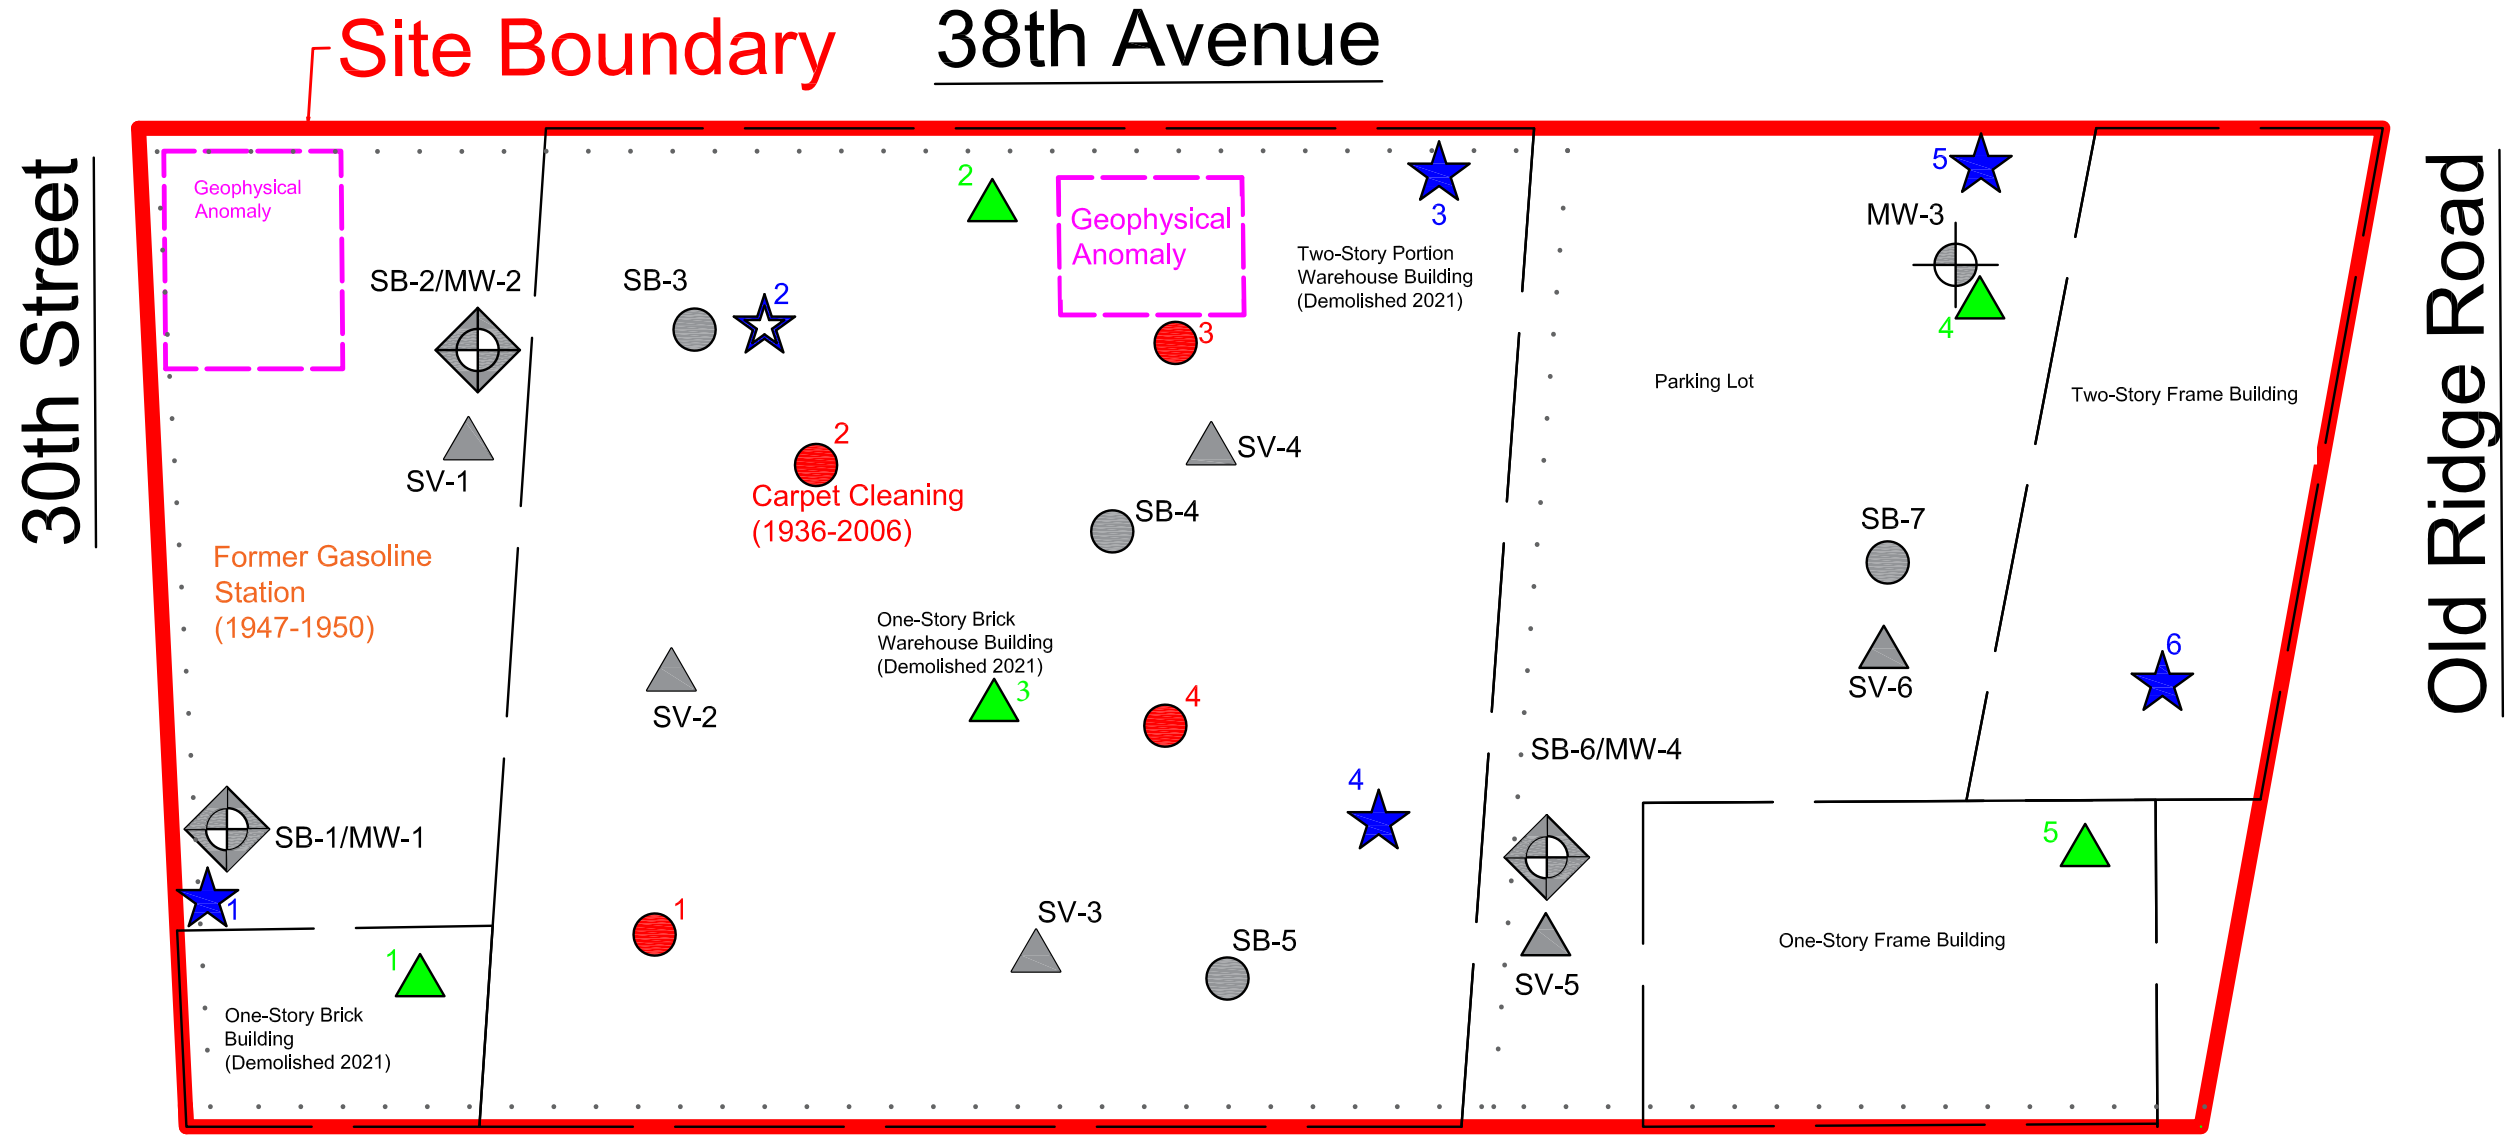 Site Boundary
38th Avenue
30th Street
Old Riidge Road
Geophysical
Anomaly
2
Geophysical
Anomaly
3
5
MW-3
4
SB-2/MW-2
SB-3
2
Two-Story Portion
Warehouse Building
(Demolished 2021)
3
Parking Lot
Two-Story Frame Building
SV-1
2
SV-4
Carpet Cleaning
(1936-2006)
SB-4
SB-7
Former Gasoline
Station
(1947-1950)
One-Story Brick
Warehouse Building
(Demolished 2021)
3
SV-2
4
SV-6
6
SB-6/MW-4
4
SB-1/MW-1
1
5
1
SV-3
SB-5
One-Story Frame Building
SV-5
1
One-Story Brick
Building
(Demolished 2021)